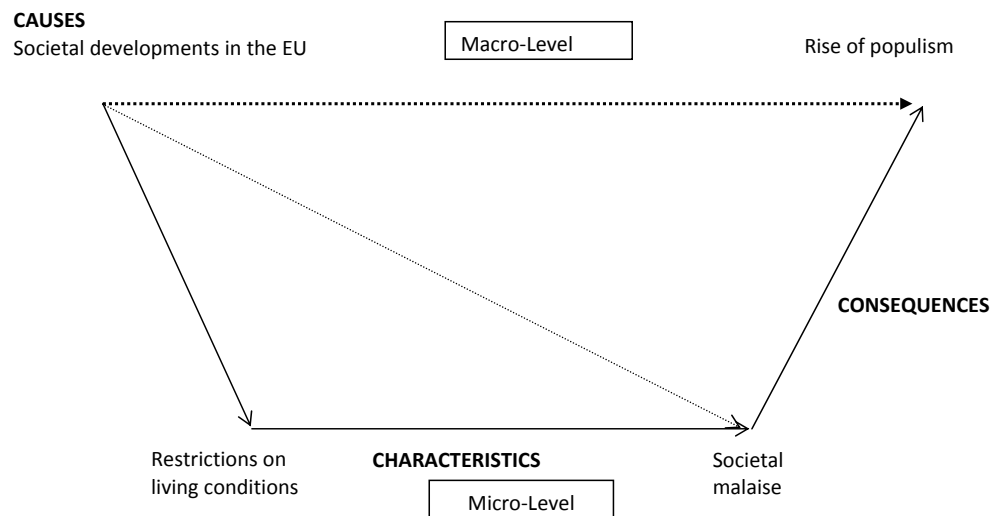 CAUSES
Societal developments in the EU
Macro-Level
Rise of populism
CONSEQUENCES
Restrictions on
living conditions
CHARACTERISTICS
Societal
malaise
Micro-Level